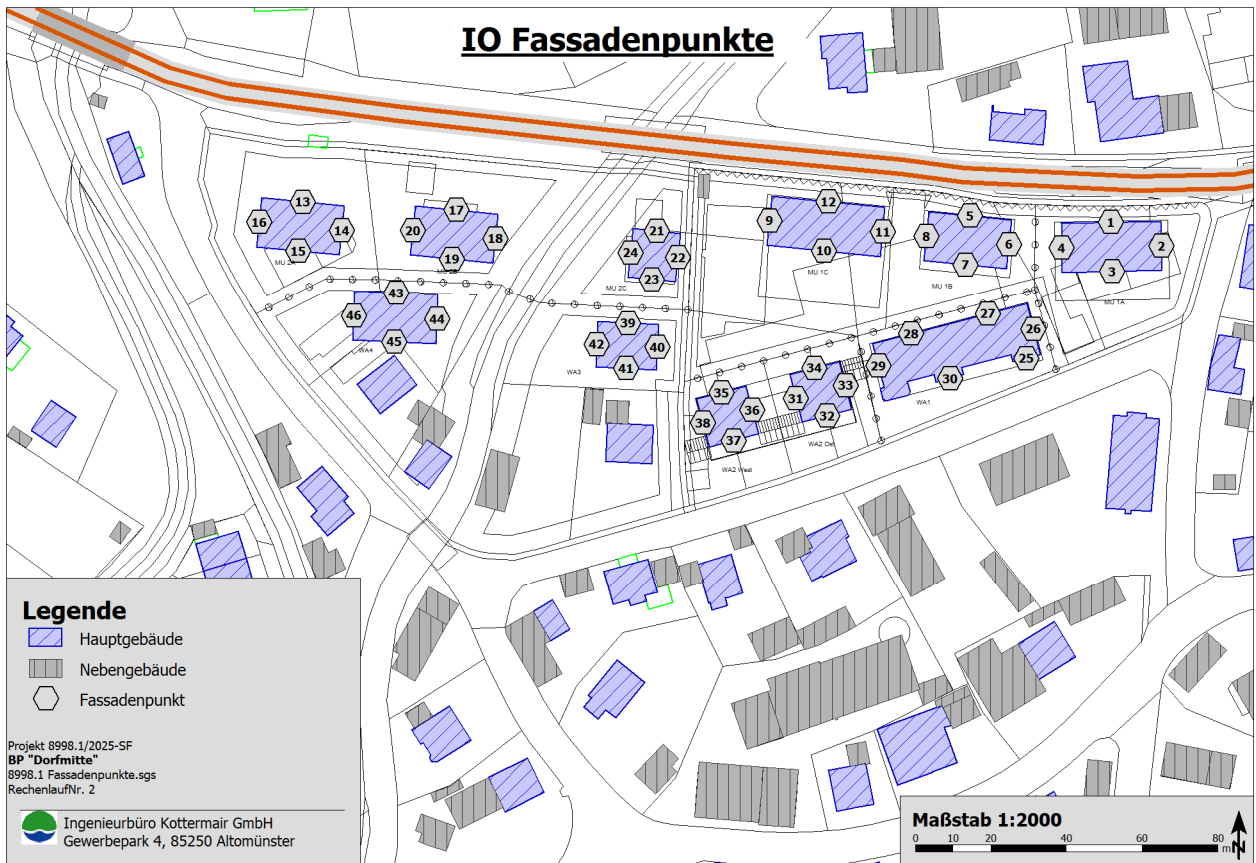 IO Fassadenpunkte
13
16
14
15
MU 2A
17
20
18
19
MU 2B
21
24
22
23
MU 2C
12
9
11
10
MU 1C
5
8
6
7
MU 1B
1
4
2
3
MU 1A
43
46
44
45
WA4
39
42
40
41
WA3
27
28
26
29
25
30
WA1
34
33
31
32
WA2 Ost
35
36
38
37
WA2 West
Legende
Hauptgebäude
Nebengebäude
Fassadenpunkt
Projekt 8998.1/2025-SF
BP "Dorfmitte"
8998.1 Fassadenpunkte.sgs
RechenlaufNr. 2
Ingenieurbüro Kottermair GmbH
Gewerbepark 4, 85250 Altomünster
Maßstab 1:2000
0 10 20 40 60 80
m
N